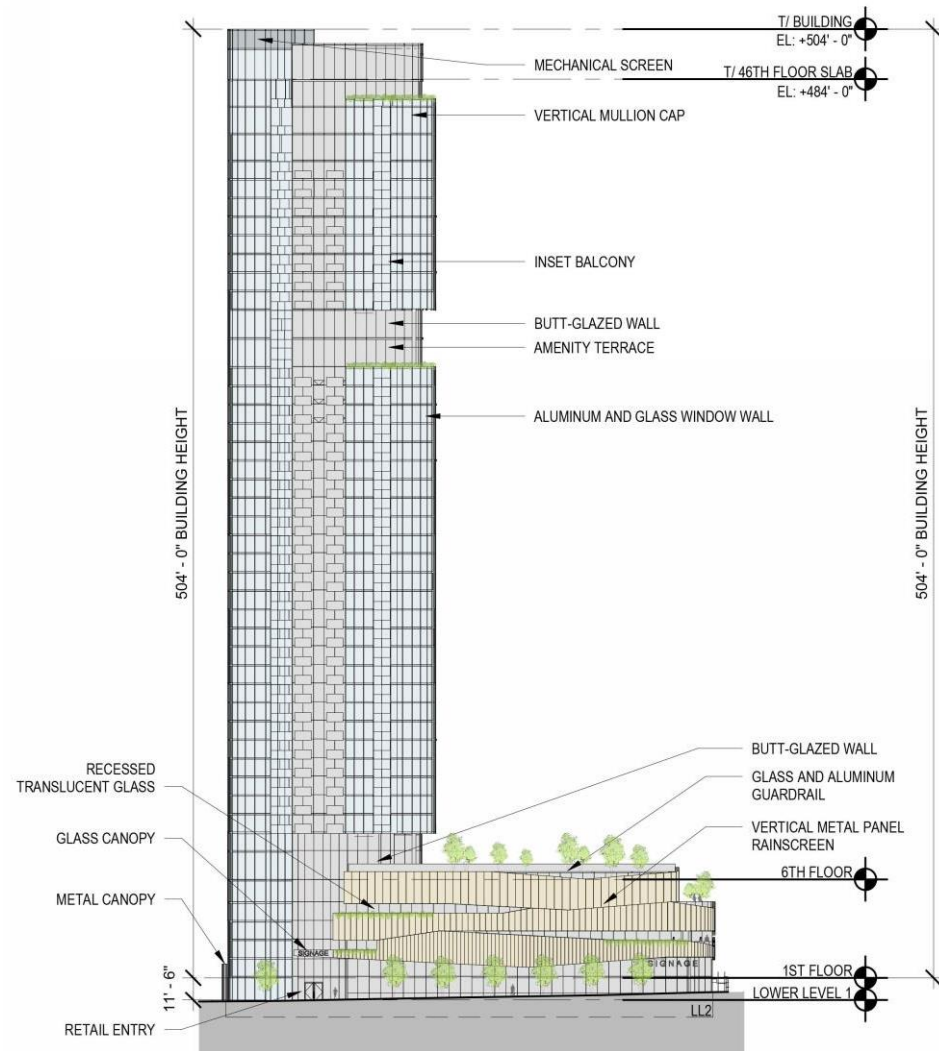 T/ BUILDING
EL: +504' - 0"
MECHANICAL SCREEN
T/ 46TH FLOOR SLAB
EL: +484' - 0"
VERTICAL MULLION CAP
INSET BALCONY
BUTT-GLAZED WALL
AMENITY TERRACE
ALUMINUM AND GLASS WINDOW WALL
504' - 0" BUILDING HEIGHT
504' - 0" BUILDING HEIGHT
BUTT-GLAZED WALL
RECESSED
TRANSLUCENT GLASS
GLASS AND ALUMINUM
GUARDRAIL
GLASS CANOPY
VERTICAL METAL PANEL
RAINSCREEN
6TH FLOOR
METAL CANOPY
SIGNAGE
SIGNAGE
1ST FLOOR
11' - 6"
LOWER LEVEL 1
LL2
RETAIL ENTRY